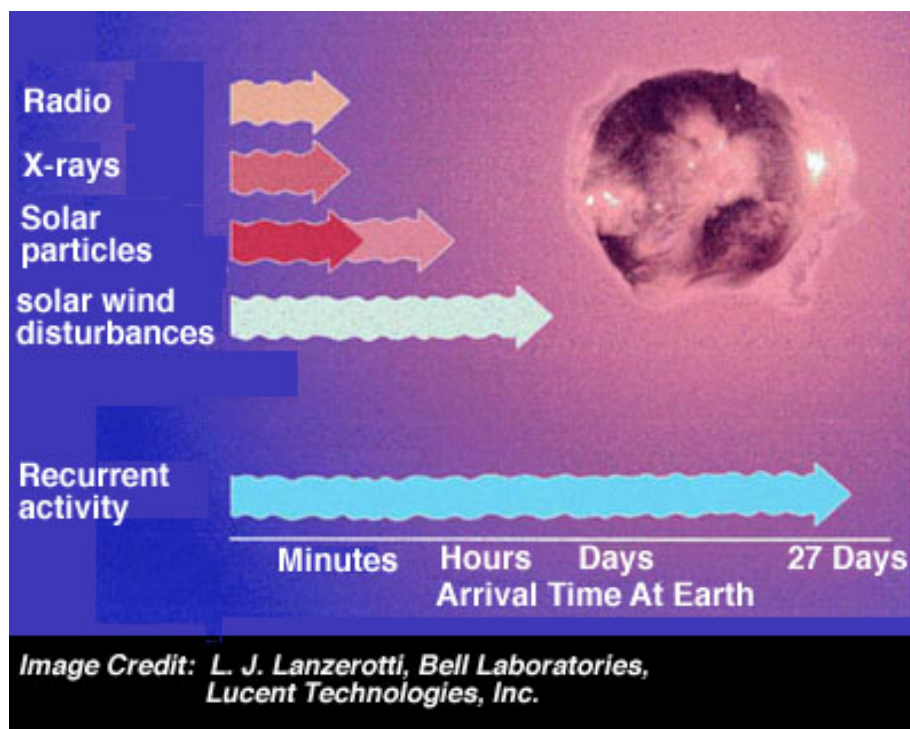 Radio
X-rays
Solar
particles
solar wind
disturbances
Recurrent
activity
Minutes Hours Days 27 Days
Arrival Time At Earth
Image Credit: L. J. Lanzerotti, Bell Laboratories,
Lucent Technologies, Inc.